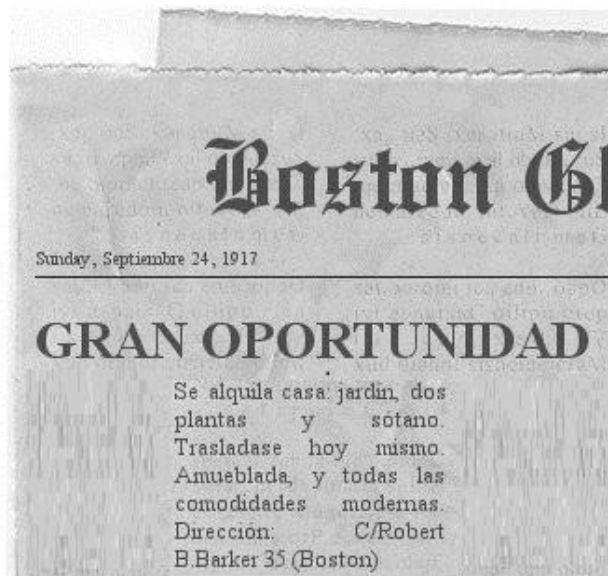 Boston Gl
Sunday, Septiembre 24, 1917
GRAN OPORTUNIDAD
Se alquila casa: jardín, dos
plantas y sótano.
Trasladase hoy mismo.
Amueblada, y todas las
comodidades modernas.
Dirección: C/Robert
B.Barker 35 (Boston)